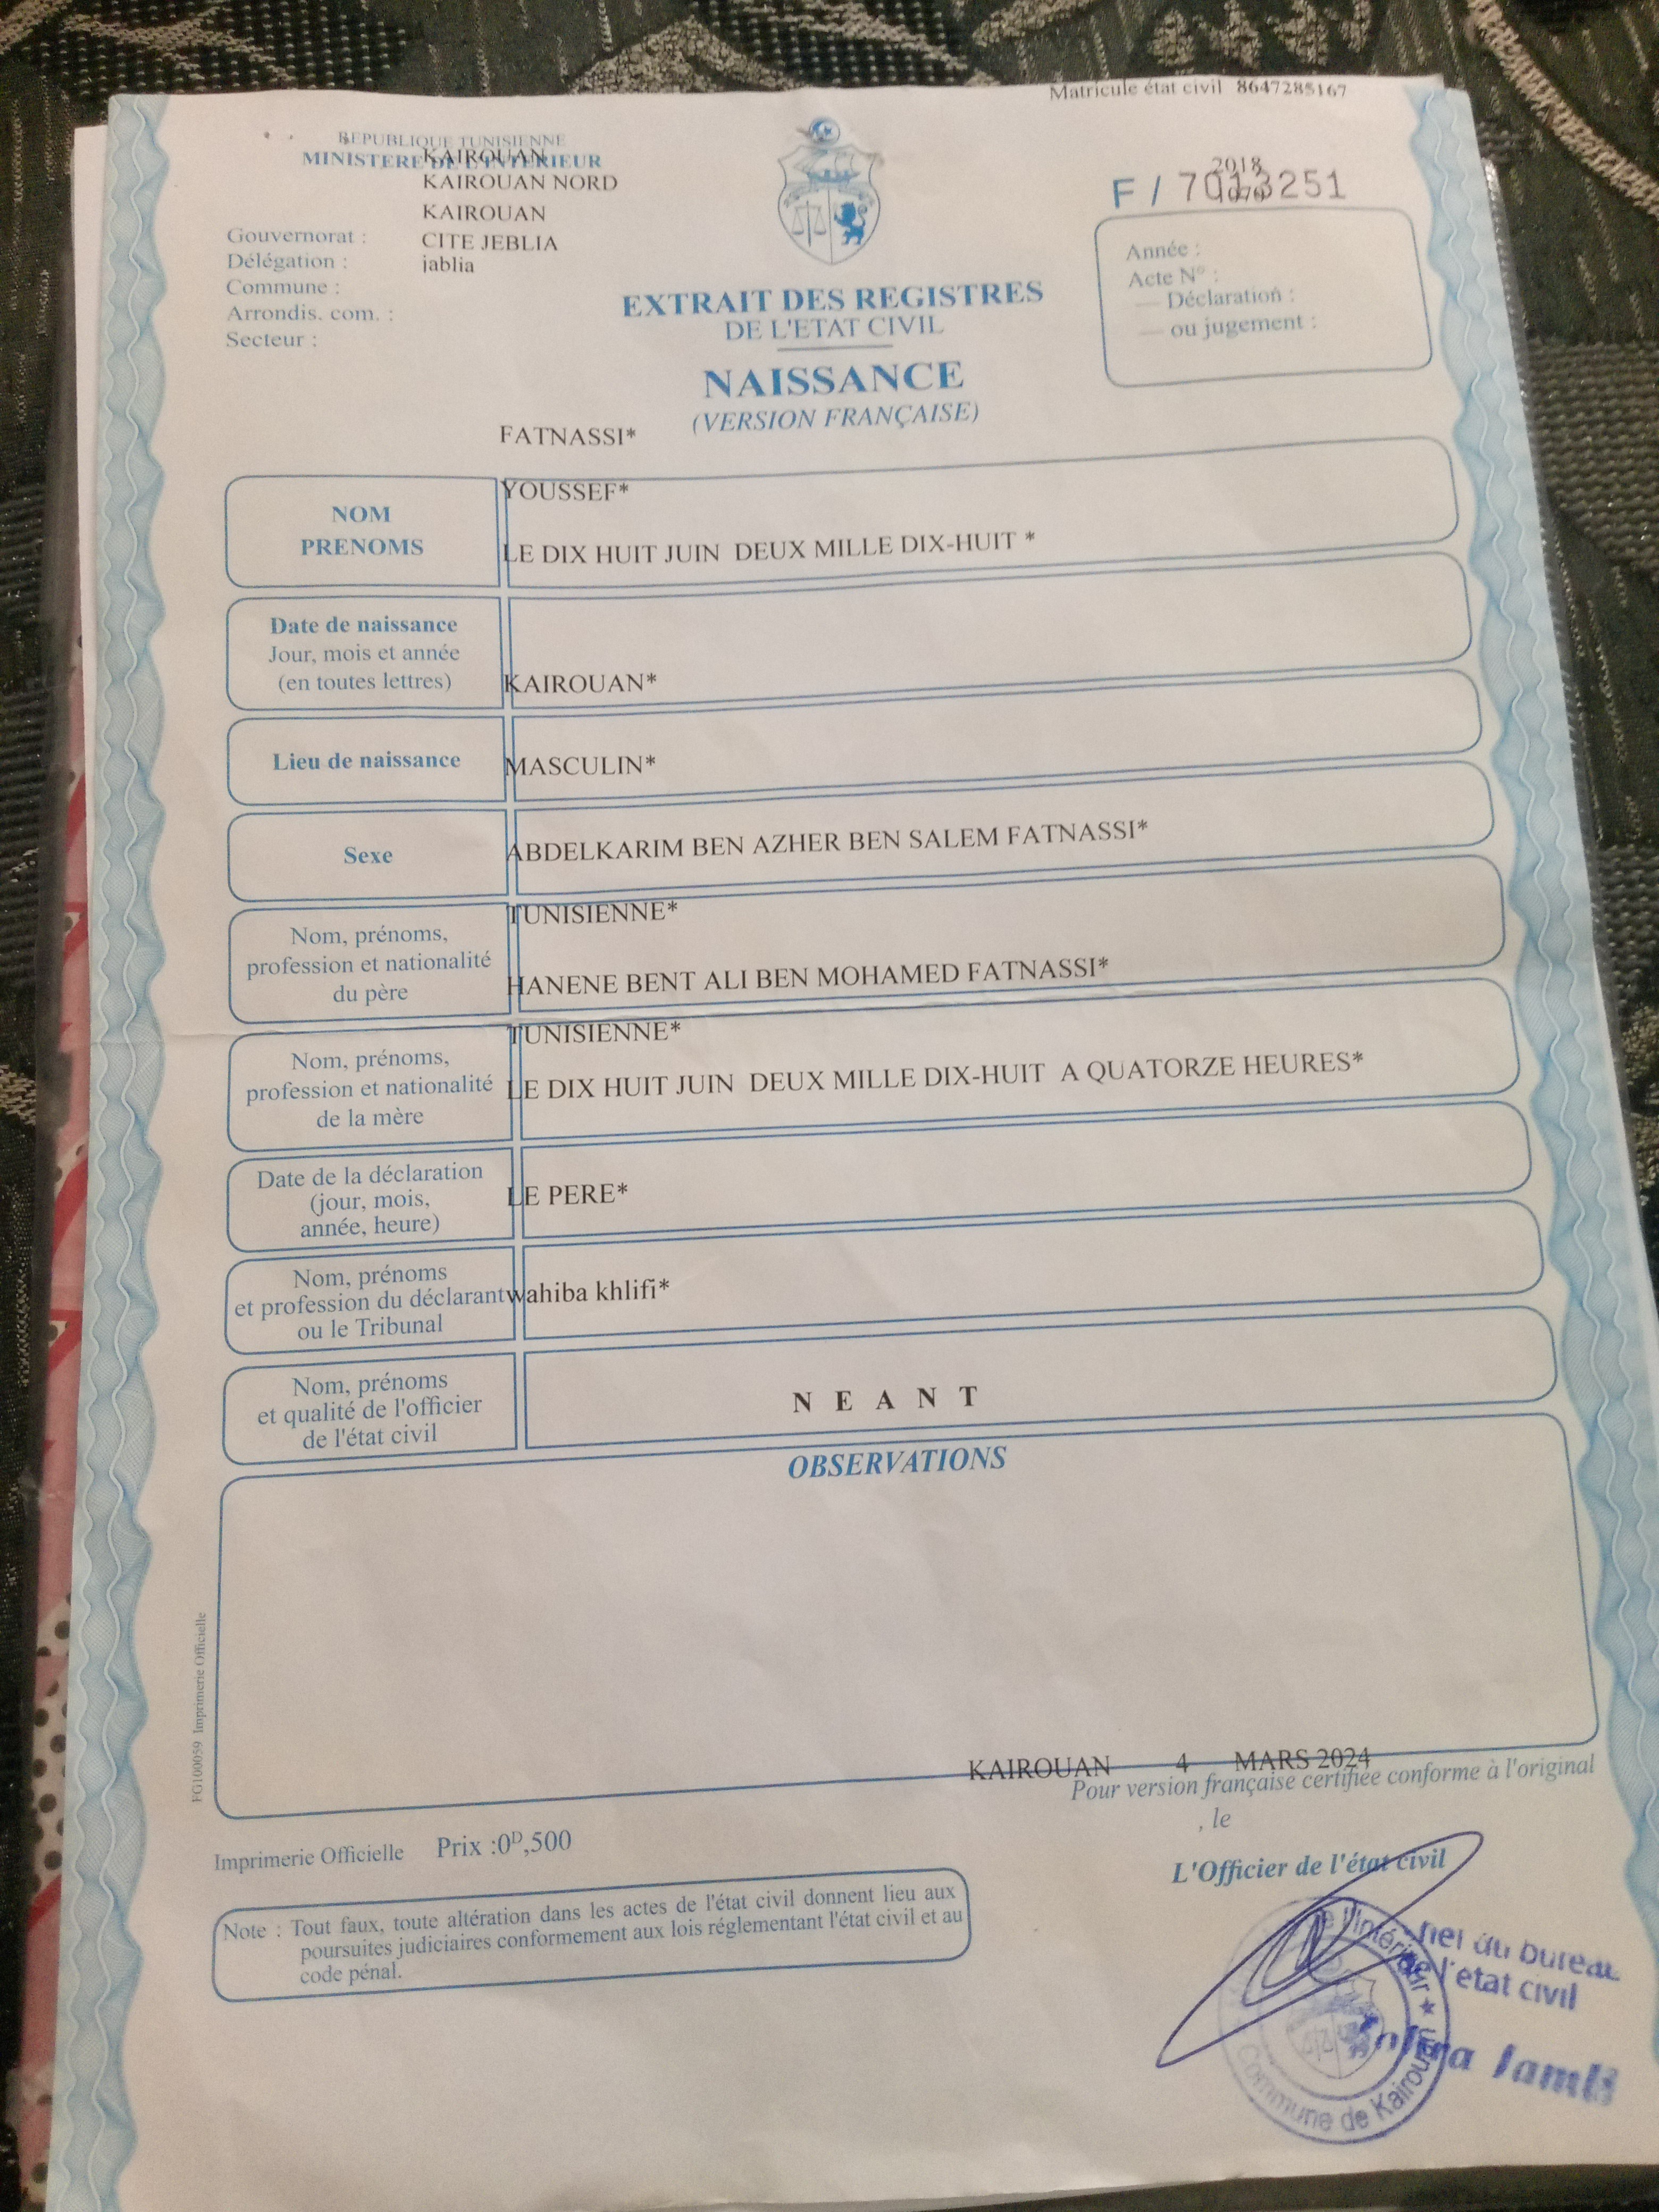 Matricule état civil 8647285167
REPUBLIQUE TUNISIENNE
MINISTERE DE L'INTERIEUR
KAIROUAN
KAIROUAN NORD
KAIROUAN
CITE JEBLIA
jablia
Gouvernorat :
Délégation :
Commune :
Arrondis. com. :
Secteur :
2018
F / 7013251
Année :
Acte N° :
— Déclaration :
— ou jugement :
EXTRAIT DES REGISTRES
DE L'ETAT CIVIL
NAISSANCE
(VERSION FRANÇAISE)
FATNASSI*
NOM
PRENOMS
YOUSSEF*
LE DIX HUIT JUIN DEUX MILLE DIX-HUIT *
Date de naissance
Jour, mois et année
(en toutes lettres)
KAIROUAN*
Lieu de naissance
MASCULIN*
Sexe
ABDELKARIM BEN AZHER BEN SALEM FATNASSI*
Nom, prénoms,
profession et nationalité
du père
TUNISIENNE*
HANENE BENT ALI BEN MOHAMED FATNASSI*
Nom, prénoms,
profession et nationalité
de la mère
TUNISIENNE*
LE DIX HUIT JUIN DEUX MILLE DIX-HUIT A QUATORZE HEURES*
Date de la déclaration
(jour, mois,
année, heure)
LE PERE*
Nom, prénoms
et profession du déclarant
ou le Tribunal
wahiba khlifi*
Nom, prénoms
et qualité de l'officier
de l'état civil
N E A N T
OBSERVATIONS
KAIROUAN 4 MARS 2024
Pour version française certifiée conforme à l'original
, le
L'Officier de l'état civil
FG100059 Imprimerie Officielle
Imprimerie Officielle Prix :0ᴰ,500
Note : Tout faux, toute altération dans les actes de l'état civil donnent lieu aux
poursuites judiciaires conformement aux lois réglementant l'état civil et au
code pénal.
du bureau
l'etat civil
de l'Intérieur ★
Commune de Kairouan